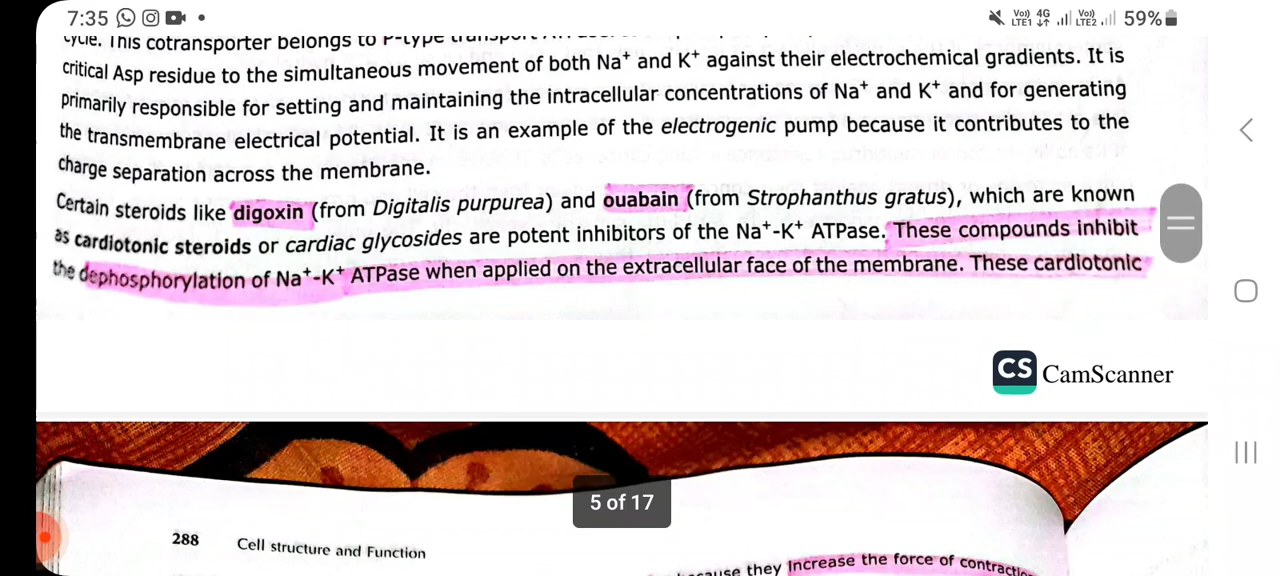 7:35
Vo)) 4G Vo))
LTE1 LTE2 59%
cycle. This cotransporter belongs to P-type
critical Asp residue to the simultaneous movement of both Na⁺ and K⁺ against their electrochemical gradients. It is
primarily responsible for setting and maintaining the intracellular concentrations of Na⁺ and K⁺ and for generating
the transmembrane electrical potential. It is an example of the electrogenic pump because it contributes to the
charge separation across the membrane.
Certain steroids like digoxin (from Digitalis purpurea) and ouabain (from Strophanthus gratus), which are known
as cardiotonic steroids or cardiac glycosides are potent inhibitors of the Na⁺-K⁺ ATPase. These compounds inhibit
the dephosphorylation of Na⁺-K⁺ ATPase when applied on the extracellular face of the membrane. These cardiotonic
CS CamScanner
5 of 17
288 Cell structure and Function
they Increase the force of